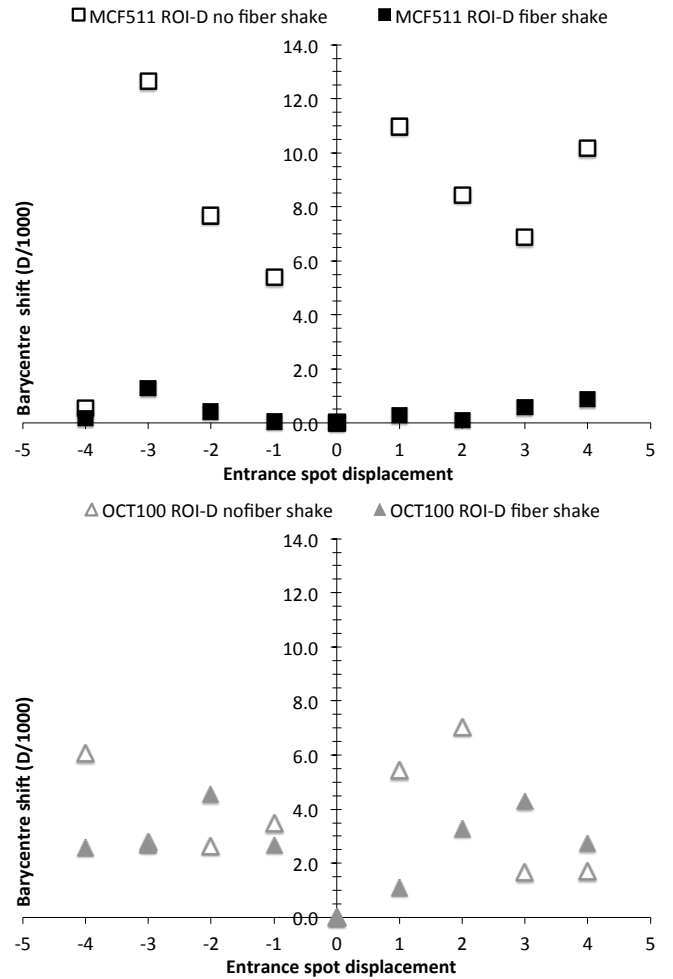 MCF511 ROI-D no fiber shake MCF511 ROI-D fiber shake
14.0
12.0
10.0
8.0
6.0
4.0
2.0
0.0
Barycentre shift (D/1000)
-5 -4 -3 -2 -1 0 1 2 3 4 5
Entrance spot displacement
OCT100 ROI-D nofiber shake OCT100 ROI-D fiber shake
14.0
12.0
10.0
8.0
6.0
4.0
2.0
0.0
Barycentre shift (D/1000)
-5 -4 -3 -2 -1 0 1 2 3 4 5
Entrance spot displacement